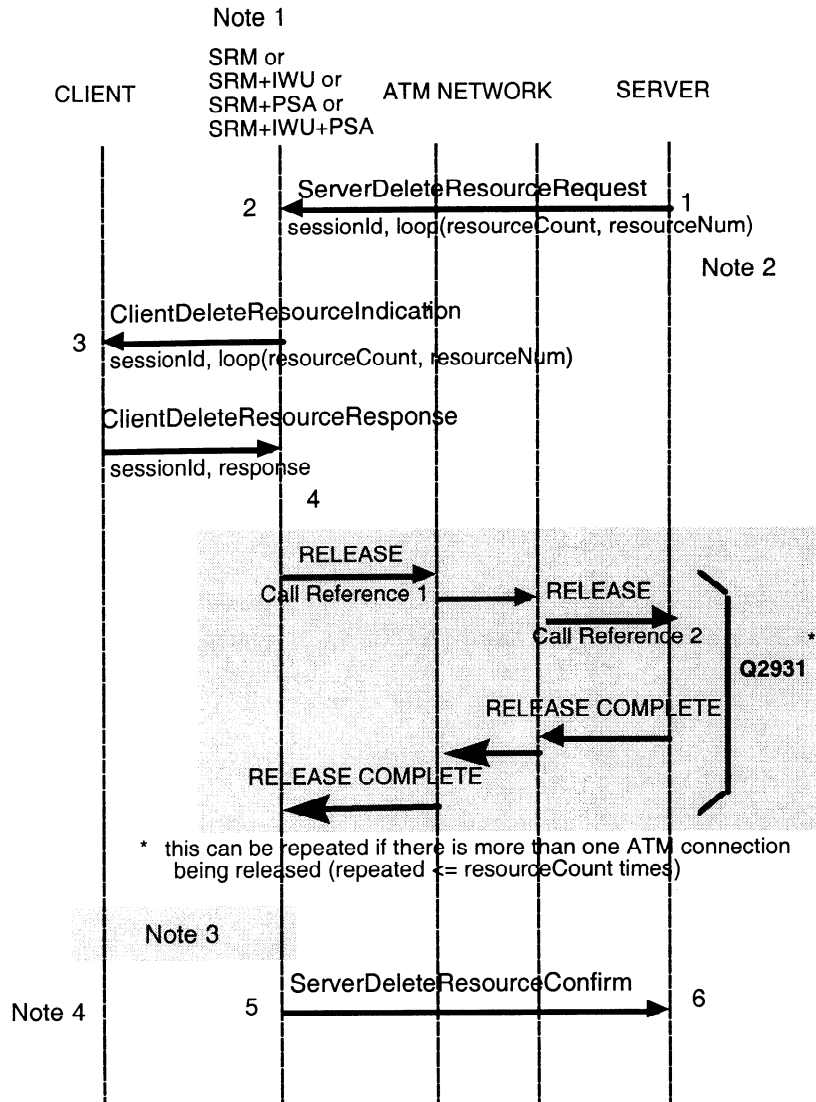 Note 1
SRM or
SRM+IWU or
SRM+PSA or
SRM+IWU+PSA
CLIENT
ATM NETWORK
SERVER
ServerDeleteResourceRequest
2
1
sessionId, loop(resourceCount, resourceNum)
Note 2
ClientDeleteResourceIndication
3
sessionId, loop(resourceCount, resourceNum)
ClientDeleteResourceResponse
sessionId, response
4
RELEASE
Call Reference 1
RELEASE
Call Reference 2
*
Q2931
RELEASE COMPLETE
RELEASE COMPLETE
* this can be repeated if there is more than one ATM connection
being released (repeated <= resourceCount times)
Note 3
ServerDeleteResourceConfirm
Note 4
5
6